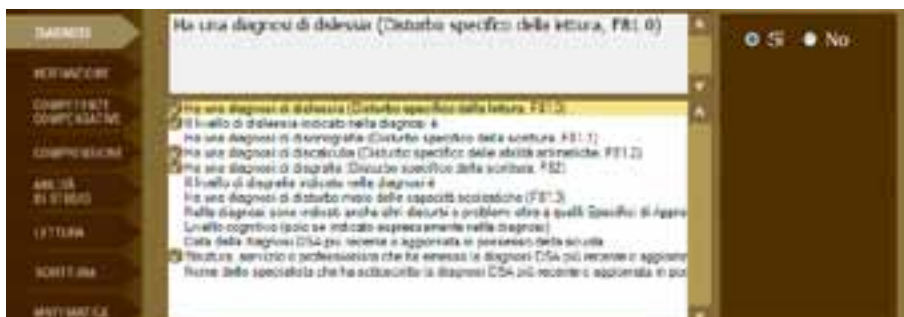 DIAGNOSI
MOTIVAZIONE
COMPETENZE
COMPENSATIVE
COMPRENSIONE
ABILITÀ
DI STUDIO
LETTURA
SCRITTURA
MATEMATICA
Ha una diagnosi di dislessia (Disturbo specifico della lettura, F81.0)
Ha una diagnosi di dislessia (Disturbo specifico della lettura, F81.0)
Il livello di dislessia indicato nella diagnosi è
Ha una diagnosi di disortografia (Disturbo specifico della scrittura, F81.1)
Ha una diagnosi di discalculia (Disturbo specifico delle abilità aritmetiche, F81.2)
Ha una diagnosi di disgrafia (Disturbo specifico della scrittura, F82)
Il livello di disgrafia indicato nella diagnosi è
Ha una diagnosi di disturbo misto delle capacità scolastiche (F81.3)
Nella diagnosi sono indicati anche altri disturbi o problemi oltre a quelli Specifici di Appre
Livello cognitivo (solo se indicato espressamente nella diagnosi)
Data della diagnosi DSA più recente o aggiornata in possesso della scuola
Struttura, servizio o professionista che ha emesso la diagnosi DSA più recente o aggiorna
Nome dello specialista che ha sottoscritto la diagnosi DSA più recente o aggiornata in pos
Sì No